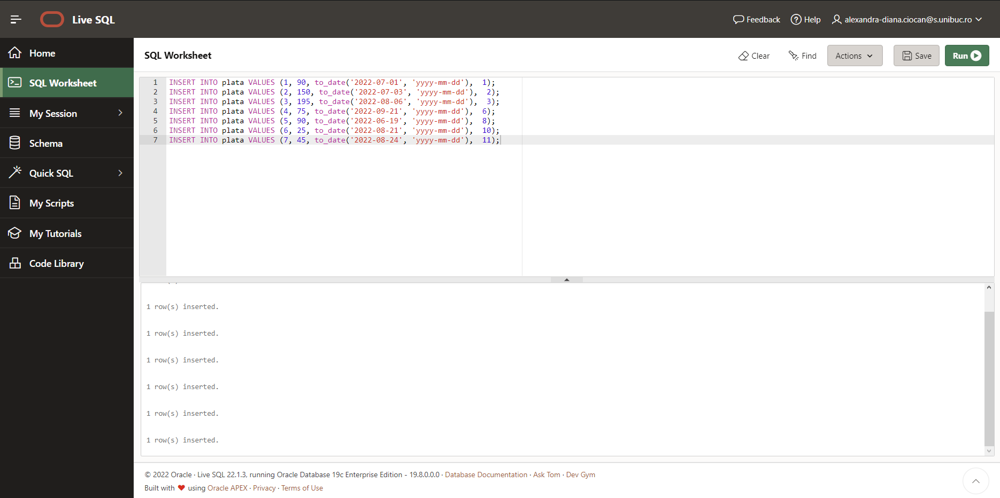 Live SQL
Feedback
Help
alexandra-diana.ciocan@s.unibuc.ro
Home
SQL Worksheet
My Session
Schema
Quick SQL
My Scripts
My Tutorials
Code Library
SQL Worksheet
Clear
Find
Actions
Save
Run
1 INSERT INTO plata VALUES (1, 90, to_date('2022-07-01', 'yyyy-mm-dd'),  1);
2 INSERT INTO plata VALUES (2, 150, to_date('2022-07-03', 'yyyy-mm-dd'),  2);
3 INSERT INTO plata VALUES (3, 195, to_date('2022-08-06', 'yyyy-mm-dd'),  3);
4 INSERT INTO plata VALUES (4, 75, to_date('2022-09-21', 'yyyy-mm-dd'),  6);
5 INSERT INTO plata VALUES (5, 90, to_date('2022-06-19', 'yyyy-mm-dd'),  8);
6 INSERT INTO plata VALUES (6, 25, to_date('2022-08-21', 'yyyy-mm-dd'),  10);
7 INSERT INTO plata VALUES (7, 45, to_date('2022-08-24', 'yyyy-mm-dd'),  11);
1 row(s) inserted.
1 row(s) inserted.
1 row(s) inserted.
1 row(s) inserted.
1 row(s) inserted.
1 row(s) inserted.
© 2022 Oracle · Live SQL 22.1.3, running Oracle Database 19c Enterprise Edition - 19.8.0.0.0 · Database Documentation · Ask Tom · Dev Gym
Built with ❤ using Oracle APEX · Privacy · Terms of Use